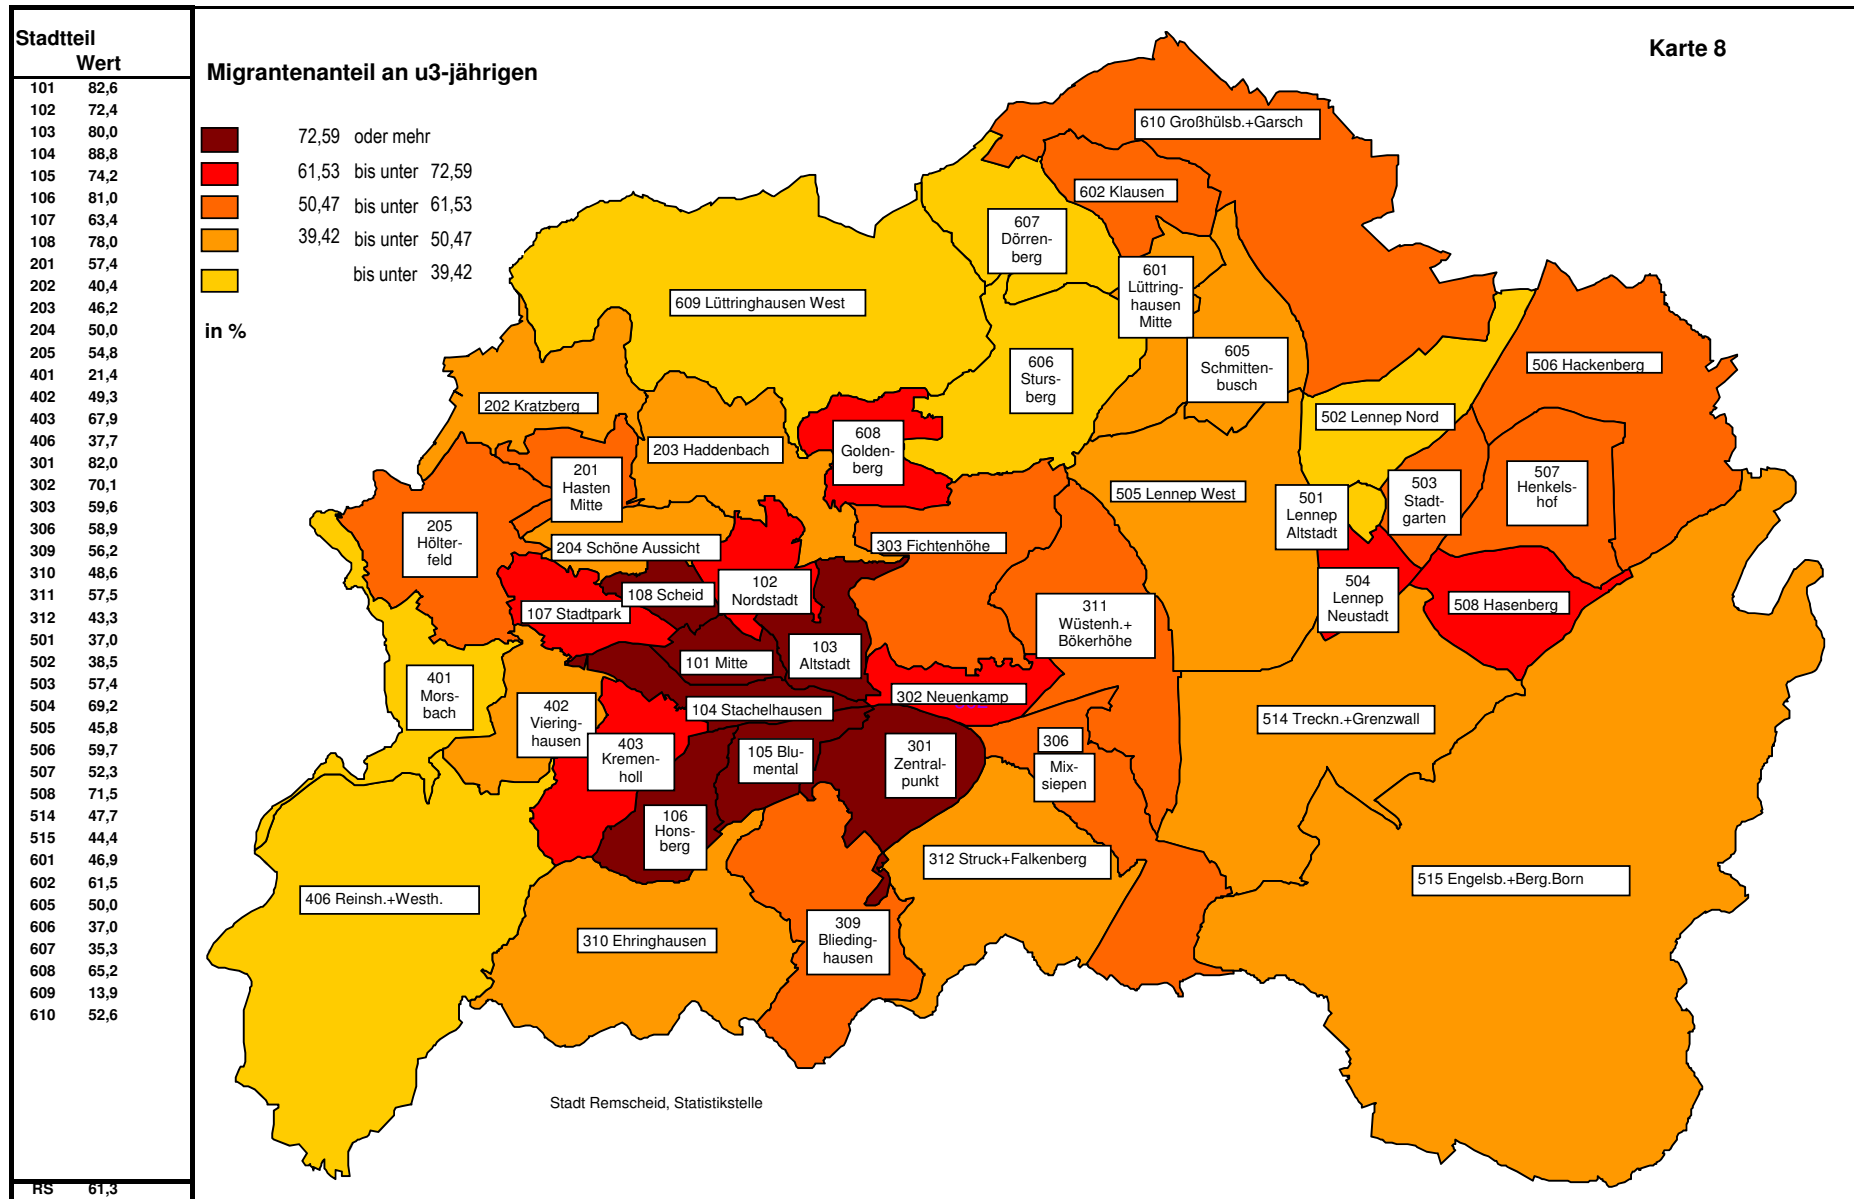 Stadtteil
Wert
101 82,6
102 72,4
103 80,0
104 88,8
105 74,2
106 81,0
107 63,4
108 78,0
201 57,4
202 40,4
203 46,2
204 50,0
205 54,8
401 21,4
402 49,3
403 67,9
406 37,7
301 82,0
302 70,1
303 59,6
306 58,9
309 56,2
310 48,6
311 57,5
312 43,3
501 37,0
502 38,5
503 57,4
504 69,2
505 45,8
506 59,7
507 52,3
508 71,5
514 47,7
515 44,4
601 46,9
602 61,5
605 50,0
606 37,0
607 35,3
608 65,2
609 13,9
610 52,6
RS 61,3
Karte 8
Migrantenanteil an u3-jährigen
72,59 oder mehr
61,53 bis unter 72,59
50,47 bis unter 61,53
39,42 bis unter 50,47
bis unter 39,42
in %
610 Großhülsb.+Garsch
602 Klausen
607
Dörren-
berg
601
Lüttring-
hausen
Mitte
609 Lüttringhausen West
606
Sturs-
berg
605
Schmitten-
busch
506 Hackenberg
502 Lennep Nord
202 Kratzberg
203 Haddenbach
608
Golden-
berg
201
Hasten
Mitte
505 Lennep West
501
Lennep
Altstadt
503
Stadt-
garten
507
Henkels-
hof
205
Hölter-
feld
204 Schöne Aussicht
303 Fichtenhöhe
108 Scheid
102
Nordstadt
107 Stadtpark
311
Wüstenh.+
Bökerhöhe
504
Lennep
Neustadt
508 Hasenberg
103
Altstadt
101 Mitte
401
Mors-
bach
402
Viering-
hausen
302 Neuenkamp
104 Stachelhausen
514 Treckn.+Grenzwall
403
Kremen-
holl
105 Blu-
mental
301
Zentral-
punkt
306
Mix-
siepen
106
Hons-
berg
312 Struck+Falkenberg
515 Engelsb.+Berg.Born
406 Reinsh.+Westh.
310 Ehringhausen
309
Blieding-
hausen
Stadt Remscheid, Statistikstelle